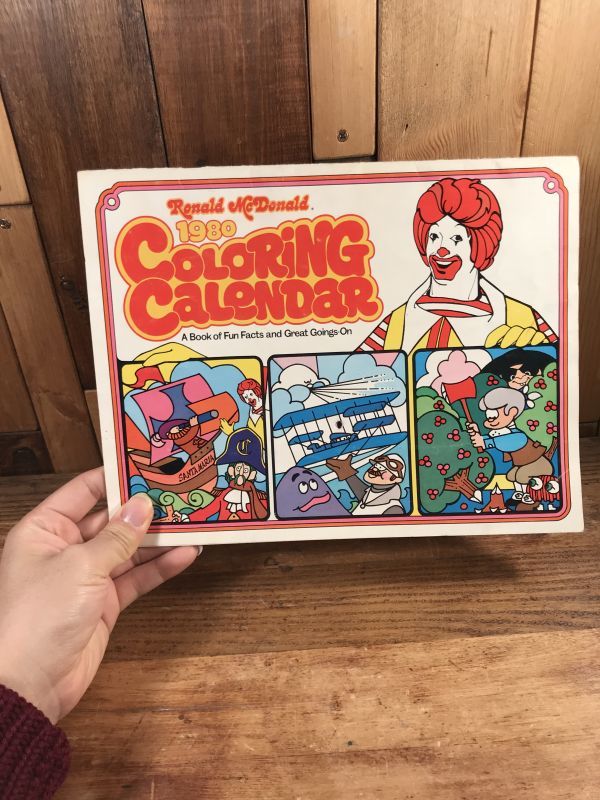 Ronald McDonald.
1980
COLORING
CALENDAR
A Book of Fun Facts and Great Goings-On
SANTA MARIA
C